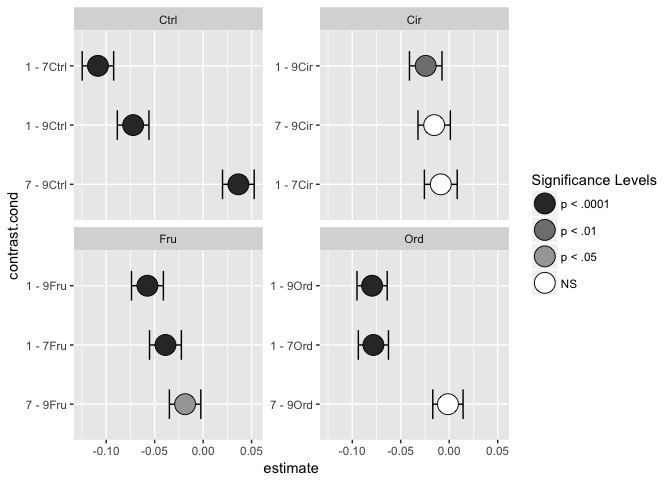 Ctrl
Cir
1 - 7Ctrl
1 - 9Ctrl
7 - 9Ctrl
1 - 9Cir
7 - 9Cir
1 - 7Cir
Fru
Ord
1 - 9Fru
1 - 7Fru
7 - 9Fru
1 - 9Ord
1 - 7Ord
7 - 9Ord
-0.10 -0.05 0.00 0.05
-0.10 -0.05 0.00 0.05
estimate
contrast.cond
Significance Levels
p < .0001
p < .01
p < .05
NS